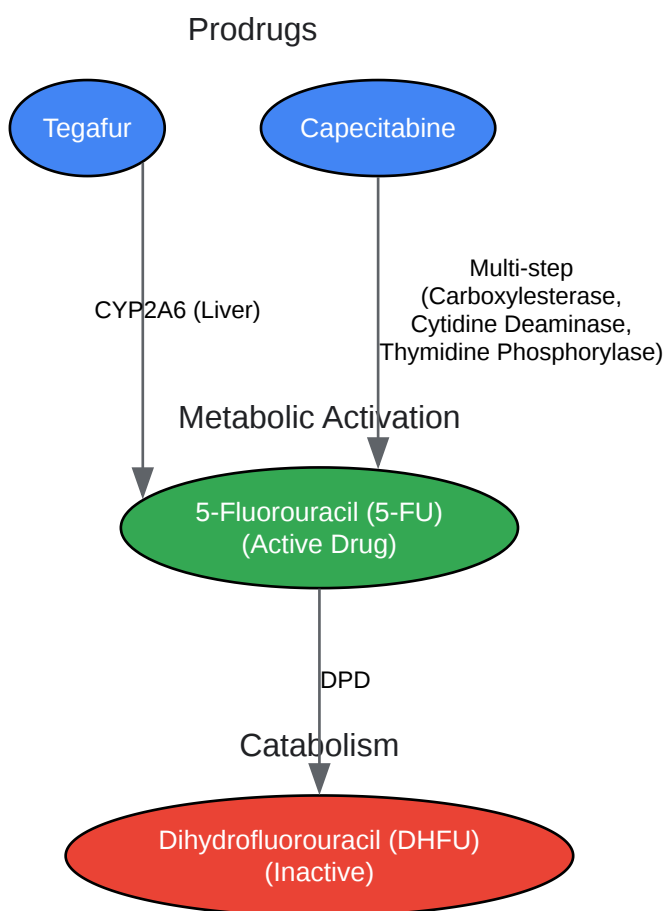 Prodrugs
Tegafur
Capecitabine
Multi-step
(Carboxylesterase,
Cytidine Deaminase,
Thymidine Phosphorylase)
CYP2A6 (Liver)
Metabolic Activation
5-Fluorouracil (5-FU)
(Active Drug)
DPD
Catabolism
Dihydrofluorouracil (DHFU)
(Inactive)